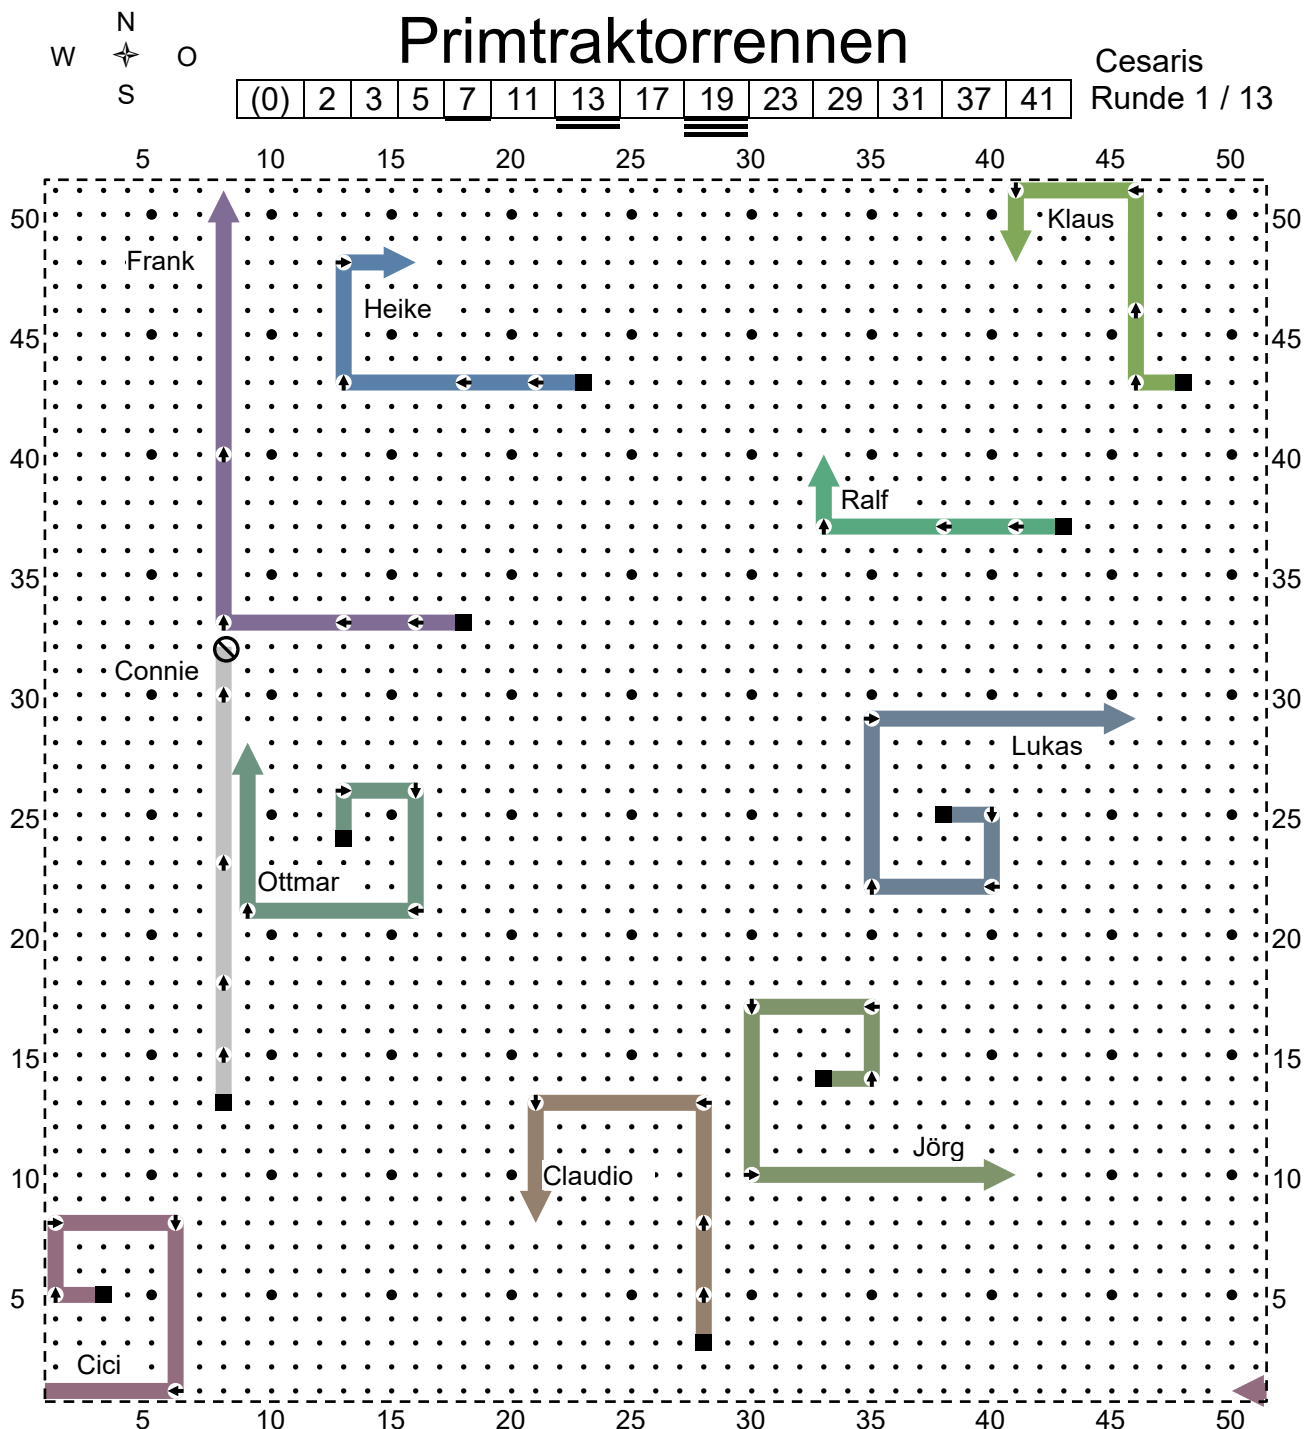 N
W O
S
Primtraktorrennen
Cesaris
Runde 1 / 13
(0) 2 3 5 7 11 13 17 19 23 29 31 37 41
5 10 15 20 25 30 35 40 45 50
50 50
Klaus
Frank
Heike
45 45
40 40
Ralf
35 35
Connie
30 30
Lukas
25 25
Ottmar
20 20
15 15
Jörg
10 Claudio 10
5 5
Cici
5 10 15 20 25 30 35 40 45 50